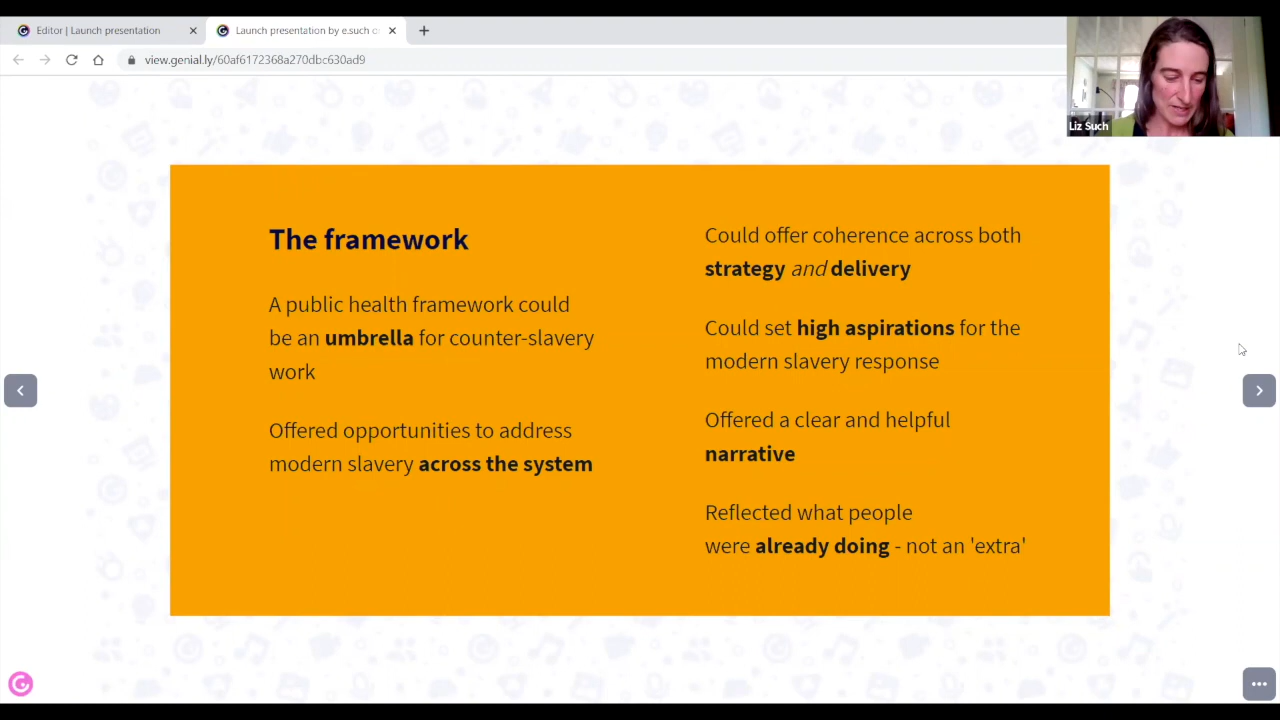 Editor | Launch presentation
Launch presentation by e.such o
view.genial.ly/60af6172368a270dbc630ad9
Liz Such
The framework
A public health framework could
be an umbrella for counter-slavery
work
Offered opportunities to address
modern slavery across the system
Could offer coherence across both
strategy and delivery
Could set high aspirations for the
modern slavery response
Offered a clear and helpful
narrative
Reflected what people
were already doing - not an 'extra'